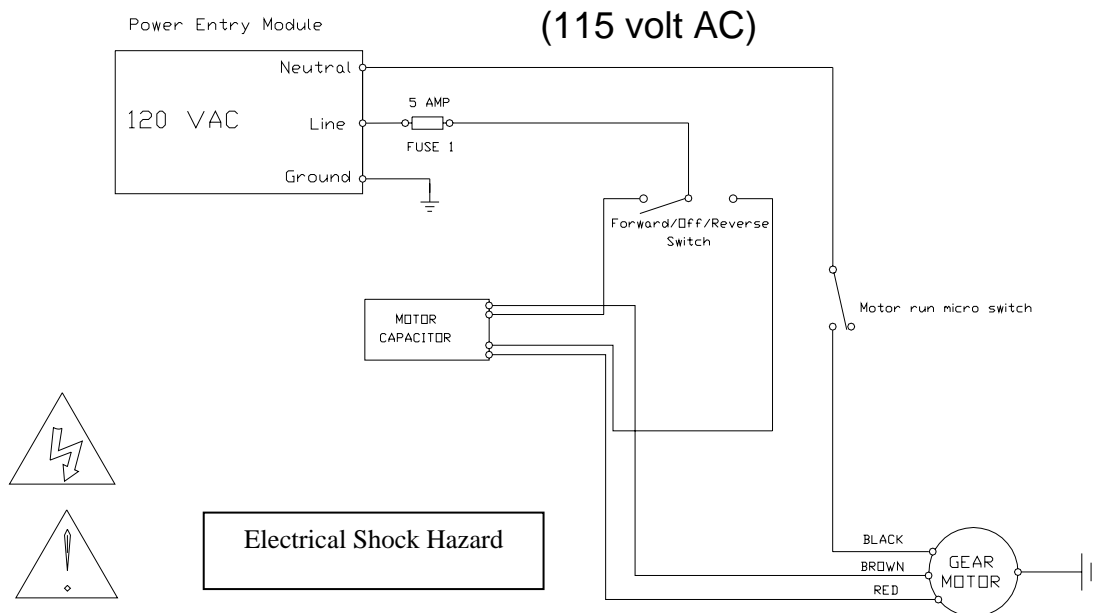 (115 volt AC)
Power Entry Module
Neutral
120 VAC
Line
Ground
5 AMP
FUSE 1
Forward/Off/Reverse
Switch
Motor run micro switch
MOTOR
CAPACITOR
Electrical Shock Hazard
BLACK
BROWN
RED
GEAR
MOTOR